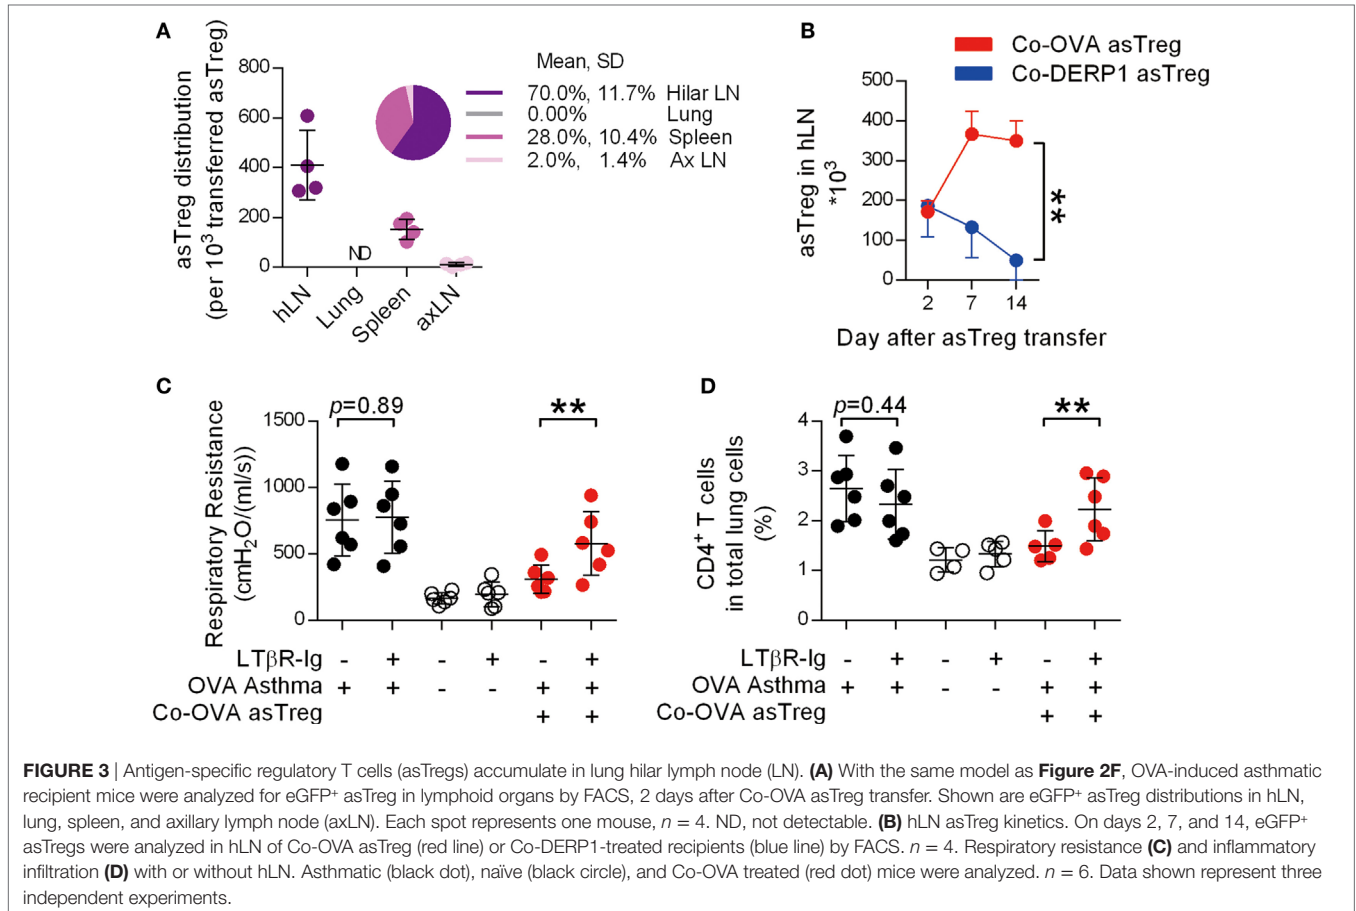 A
asTreg distribution
(per 10³ transferred asTreg)
800
600
400
200
0
ND
hLN
Lung
Spleen
axLN
Mean, SD
70.0%, 11.7% Hilar LN
0.00% Lung
28.0%, 10.4% Spleen
2.0%, 1.4% Ax LN
B
Co-OVA asTreg
Co-DERP1 asTreg
asTreg in hLN
*10³
500
400
300
200
100
0
**
2 7 14
Day after asTreg transfer
C
Respiratory Resistance
(cmH₂O/(ml/s))
1500
1000
500
0
p=0.89
**
LTβR-Ig - + - + - +
OVA Asthma + + - - + +
Co-OVA asTreg + +
D
CD4⁺T cells
in total lung cells
(%)
4
3
2
1
0
p=0.44
**
LTβR-Ig - + - + - +
OVA Asthma + + - - + +
Co-OVA asTreg + +
FIGURE 3 | Antigen-specific regulatory T cells (asTregs) accumulate in lung hilar lymph node (LN). (A) With the same model as Figure 2F, OVA-induced asthmatic
recipient mice were analyzed for eGFP⁺ asTreg in lymphoid organs by FACS, 2 days after Co-OVA asTreg transfer. Shown are eGFP⁺ asTreg distributions in hLN,
lung, spleen, and axillary lymph node (axLN). Each spot represents one mouse, n = 4. ND, not detectable. (B) hLN asTreg kinetics. On days 2, 7, and 14, eGFP⁺
asTregs were analyzed in hLN of Co-OVA asTreg (red line) or Co-DERP1-treated recipients (blue line) by FACS. n = 4. Respiratory resistance (C) and inflammatory
infiltration (D) with or without hLN. Asthmatic (black dot), naïve (black circle), and Co-OVA treated (red dot) mice were analyzed. n = 6. Data shown represent three
independent experiments.